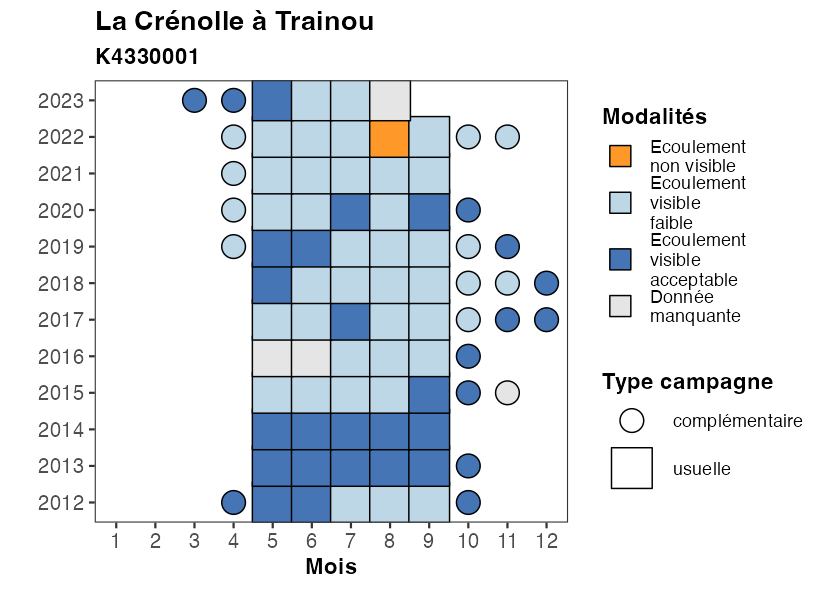 La Crénolle à Trainou
K4330001
2023
2022
2021
2020
2019
2018
2017
2016
2015
2014
2013
2012
1 2 3 4 5 6 7 8 9 10 11 12
Mois
Modalités
Ecoulement
non visible
Ecoulement
visible
faible
Ecoulement
visible
acceptable
Donnée
manquante
Type campagne
complémentaire
usuelle